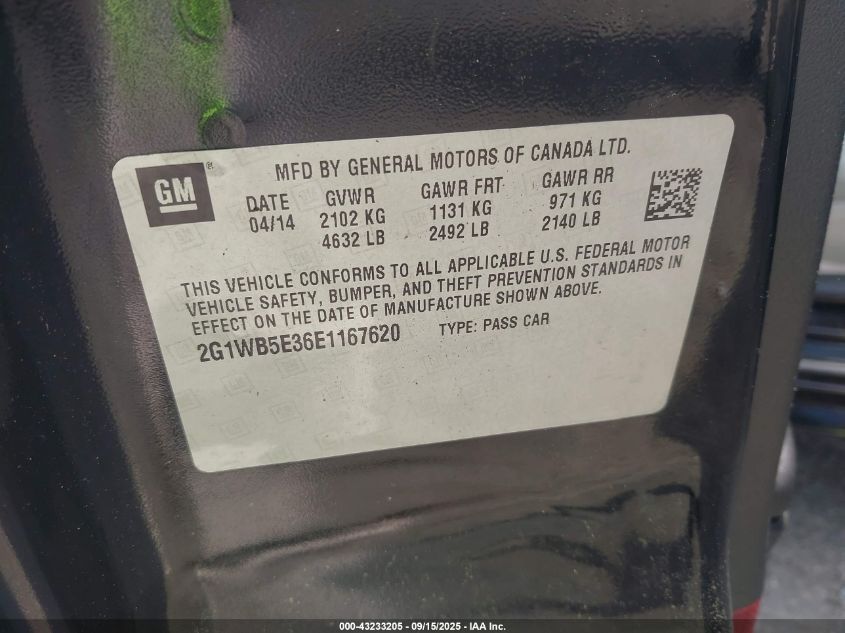 GM ®
MFD BY GENERAL MOTORS OF CANADA LTD.
DATE GVWR GAWR FRT GAWR RR
04/14 2102 KG 1131 KG 971 KG
4632 LB 2492 LB 2140 LB
THIS VEHICLE CONFORMS TO ALL APPLICABLE U.S. FEDERAL MOTOR
VEHICLE SAFETY, BUMPER, AND THEFT PREVENTION STANDARDS IN
EFFECT ON THE DATE OF MANUFACTURE SHOWN ABOVE.
2G1WB5E36E1167620 TYPE: PASS CAR
000-43233205 - 09/15/2025 - IAA Inc.